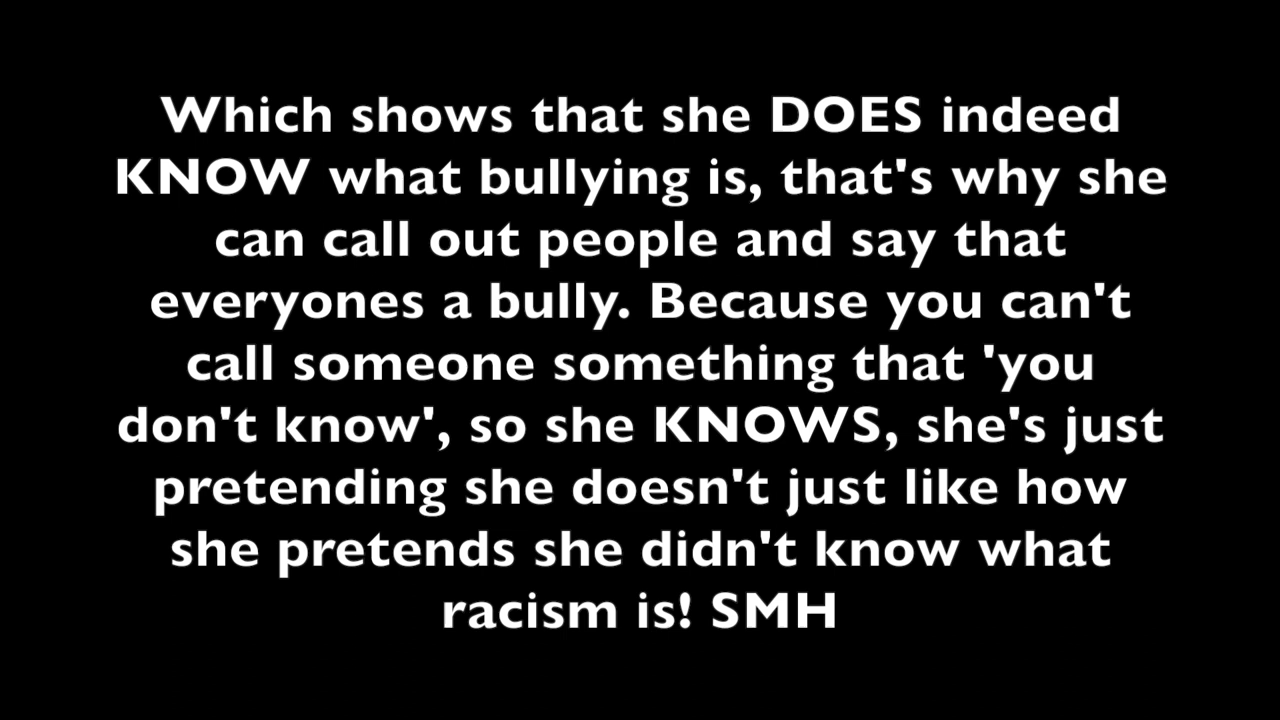 Which shows that she DOES indeed
KNOW what bullying is, that's why she
can call out people and say that
everyones a bully. Because you can't
call someone something that 'you
don't know', so she KNOWS, she's just
pretending she doesn't just like how
she pretends she didn't know what
racism is! SMH